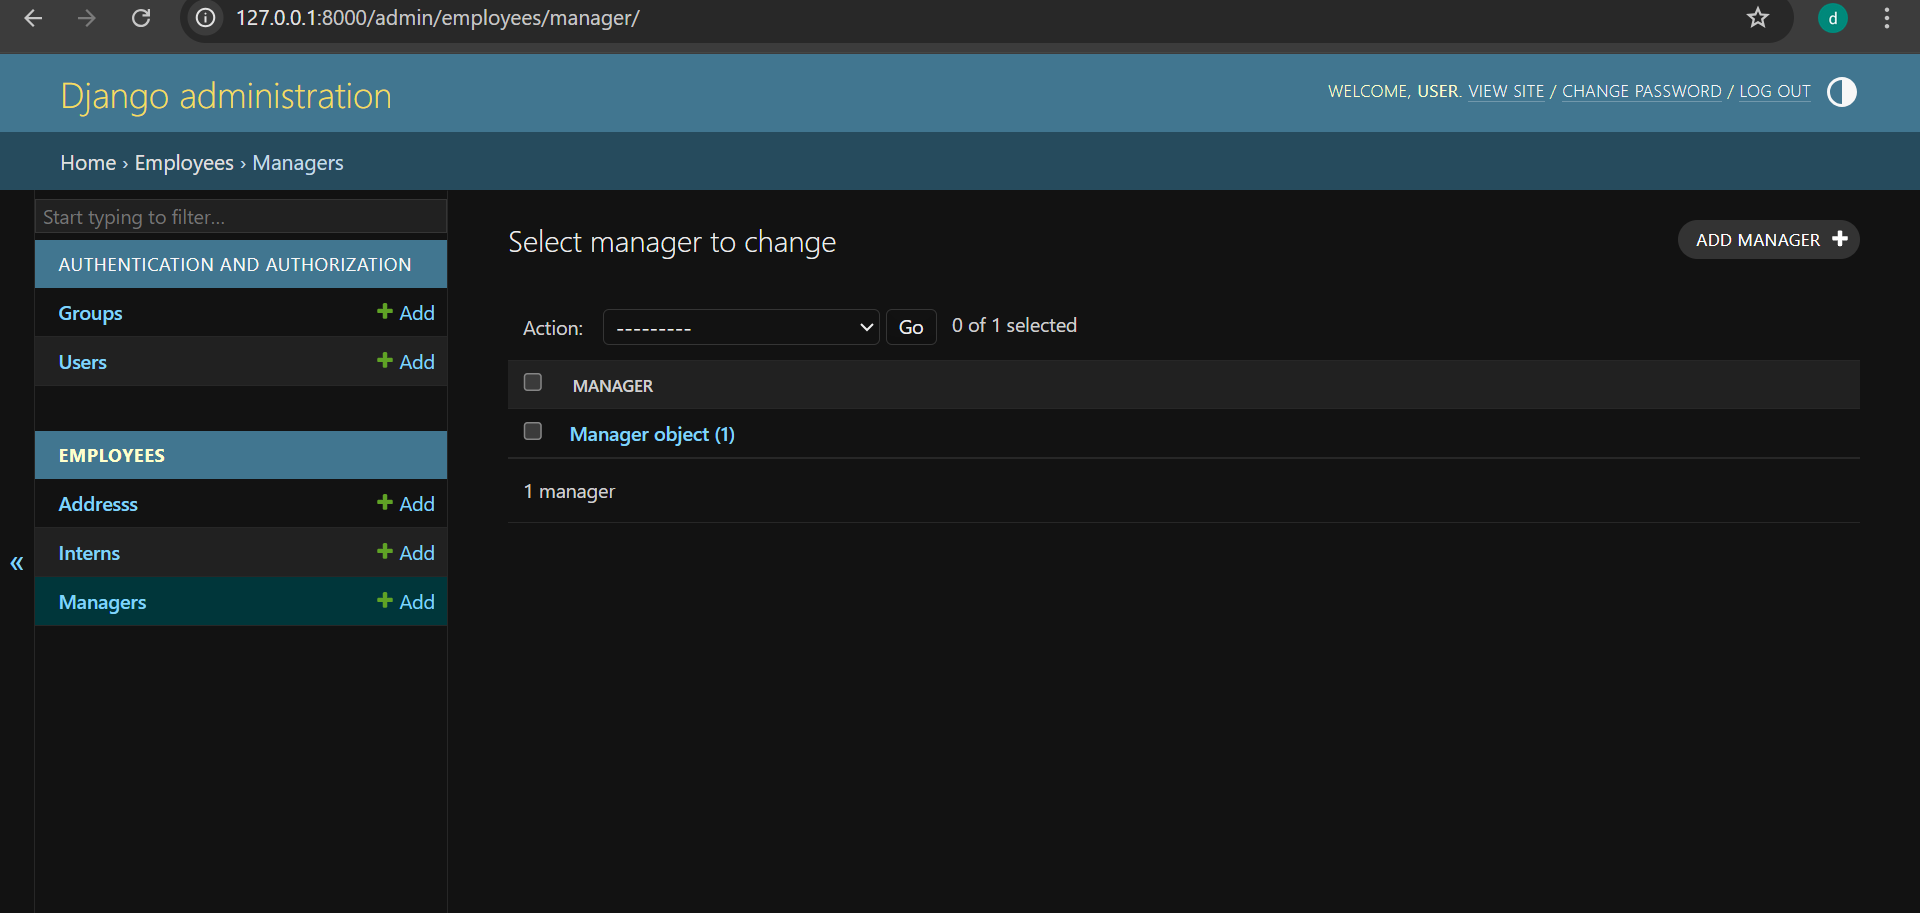 127.0.0.1:8000/admin/employees/manager/
d
Django administration
WELCOME, USER. VIEW SITE / CHANGE PASSWORD / LOG OUT
Home › Employees › Managers
Start typing to filter...
AUTHENTICATION AND AUTHORIZATION
Groups + Add
Users + Add
EMPLOYEES
Addresss + Add
Interns + Add
Managers + Add
«
Select manager to change
ADD MANAGER +
Action: --------- Go 0 of 1 selected
MANAGER
Manager object (1)
1 manager